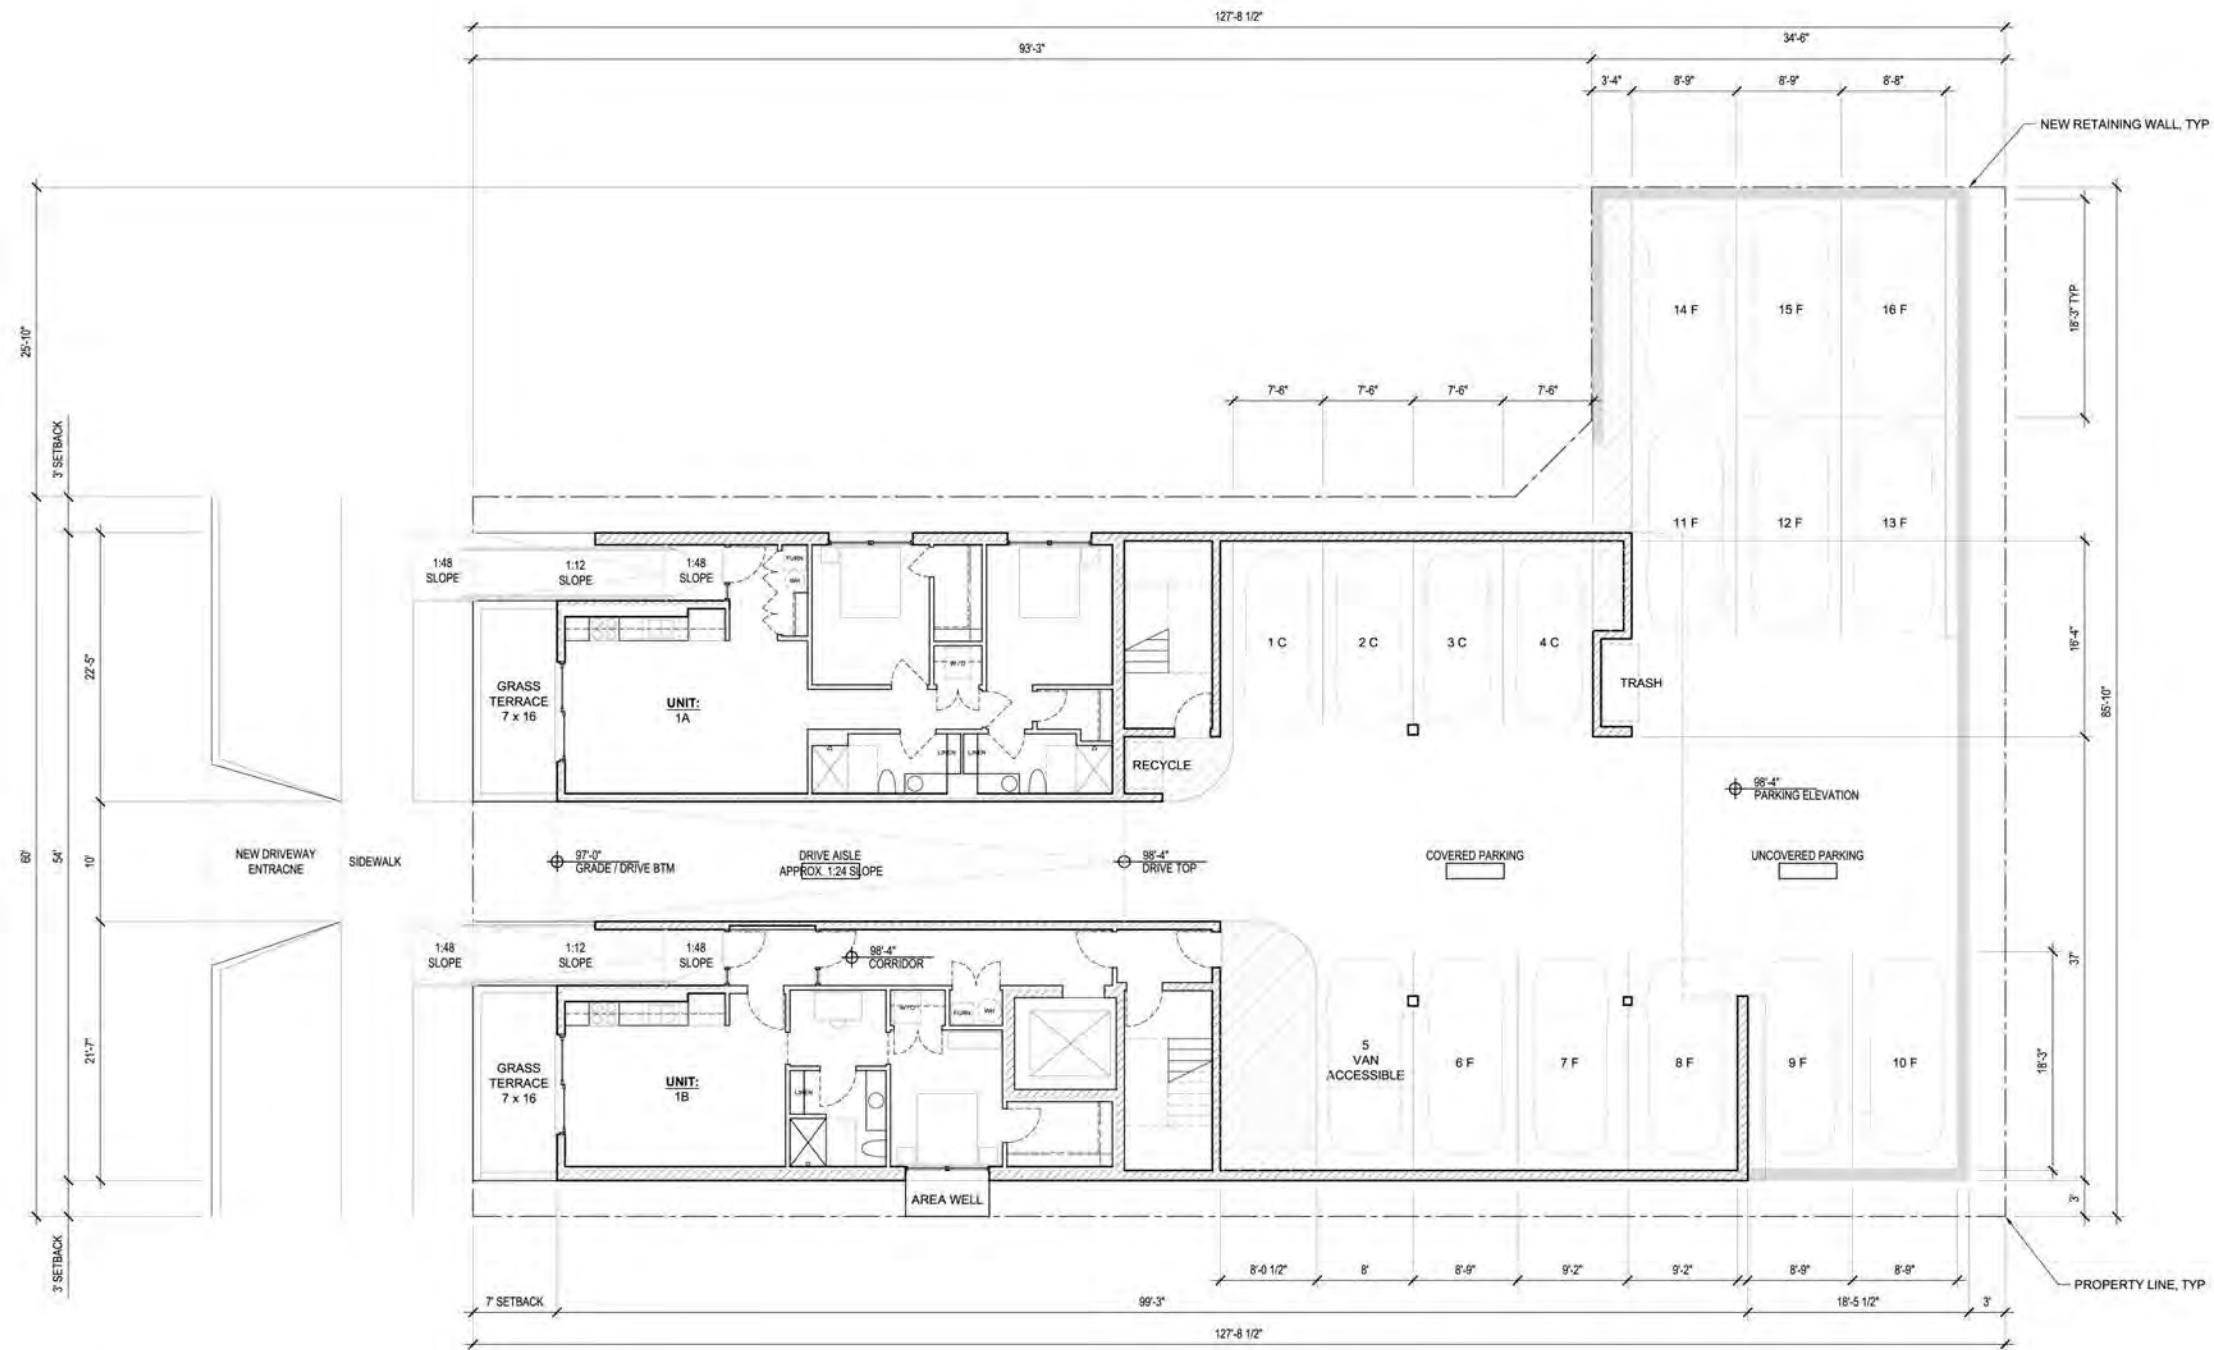 127'-8 1/2"
93'-3"
34'-6"
3'-4"
8'-9"
8'-9"
8'-8"
NEW RETAINING WALL, TYP
25'-10"
3' SETBACK
18'-3" TYP.
14 F
15 F
16 F
7'-6"
7'-6"
7'-6"
7'-6"
11 F
12 F
13 F
1:48
SLOPE
1:12
SLOPE
1:48
SLOPE
FURN
WH
22'-5"
16'-4"
85'-10"
1 C
2 C
3 C
4 C
W/D
TRASH
GRASS
TERRACE
7 x 16
UNIT:
1A
LINEN
LINEN
RECYCLE
98'-4"
PARKING ELEVATION
60'
54'
10'
NEW DRIVEWAY
ENTRACNE
SIDEWALK
97'-0"
GRADE / DRIVE BTM
DRIVE AISLE
APPROX. 1:24 SLOPE
98'-4"
DRIVE TOP
COVERED PARKING
UNCOVERED PARKING
1:48
SLOPE
1:12
SLOPE
1:48
SLOPE
98'-4"
CORRIDOR
37'
21'-7"
18'-3"
W/D
FURN
WH
GRASS
TERRACE
7 x 16
UNIT:
1B
LINEN
5
VAN
ACCESSIBLE
6 F
7 F
8 F
9 F
10 F
AREA WELL
3'
3' SETBACK
8'-0 1/2"
8'
8'-9"
9'-2"
9'-2"
8'-9"
8'-9"
PROPERTY LINE, TYP
7' SETBACK
99'-3"
18'-5 1/2"
3'
127'-8 1/2"